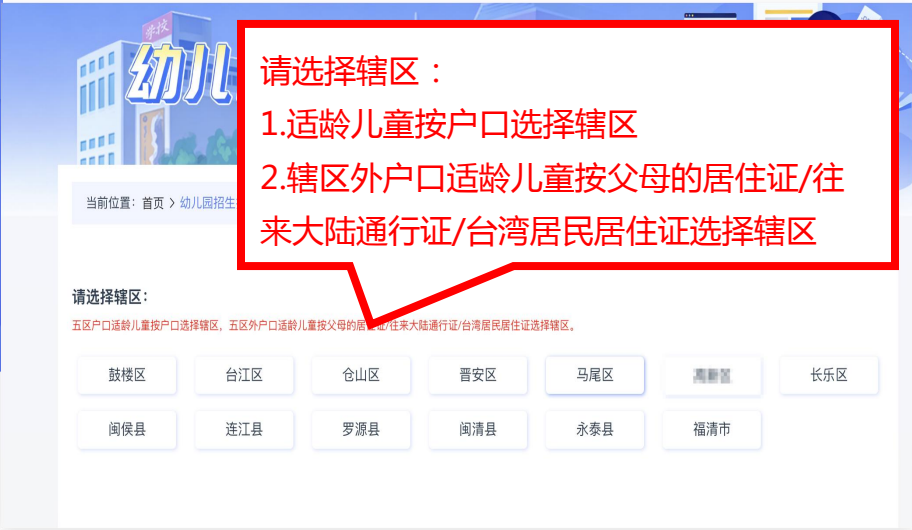 学校
幼儿
请选择辖区：
1.适龄儿童按户口选择辖区
2.辖区外户口适龄儿童按父母的居住证/往
来大陆通行证/台湾居民居住证选择辖区
当前位置：首页 > 幼儿园招生
请选择辖区：
五区户口适龄儿童按户口选择辖区，五区外户口适龄儿童按父母的居住证/往来大陆通行证/台湾居民居住证选择辖区。
鼓楼区 台江区 仓山区 晋安区 马尾区 长乐区
闽侯县 连江县 罗源县 闽清县 永泰县 福清市